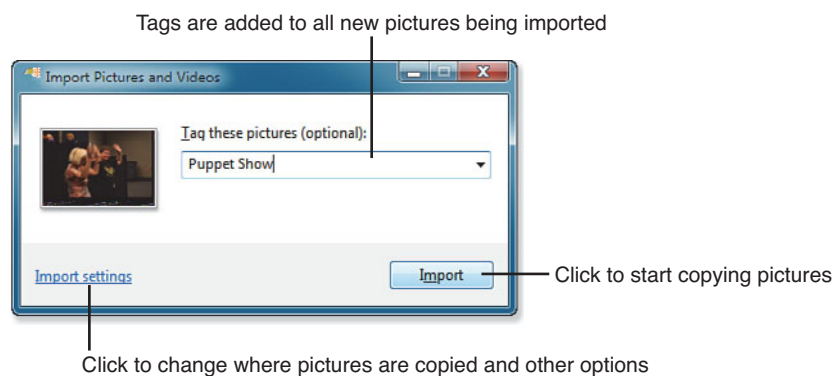 Tags are added to all new pictures being imported
Import Pictures and Videos
Tag these pictures (optional):
Puppet Show
Import settings
Import
Click to start copying pictures
Click to change where pictures are copied and other options